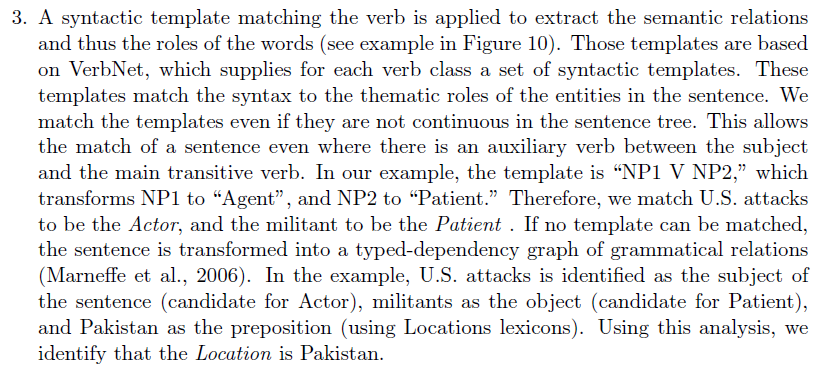 3. A syntactic template matching the verb is applied to extract the semantic relations
and thus the roles of the words (see example in Figure 10). Those templates are based
on VerbNet, which supplies for each verb class a set of syntactic templates. These
templates match the syntax to the thematic roles of the entities in the sentence. We
match the templates even if they are not continuous in the sentence tree. This allows
the match of a sentence even where there is an auxiliary verb between the subject
and the main transitive verb. In our example, the template is “NP1 V NP2,” which
transforms NP1 to “Agent”, and NP2 to “Patient.” Therefore, we match U.S. attacks
to be the Actor, and the militant to be the Patient . If no template can be matched,
the sentence is transformed into a typed-dependency graph of grammatical relations
(Marneffe et al., 2006). In the example, U.S. attacks is identified as the subject of
the sentence (candidate for Actor), militants as the object (candidate for Patient),
and Pakistan as the preposition (using Locations lexicons). Using this analysis, we
identify that the Location is Pakistan.